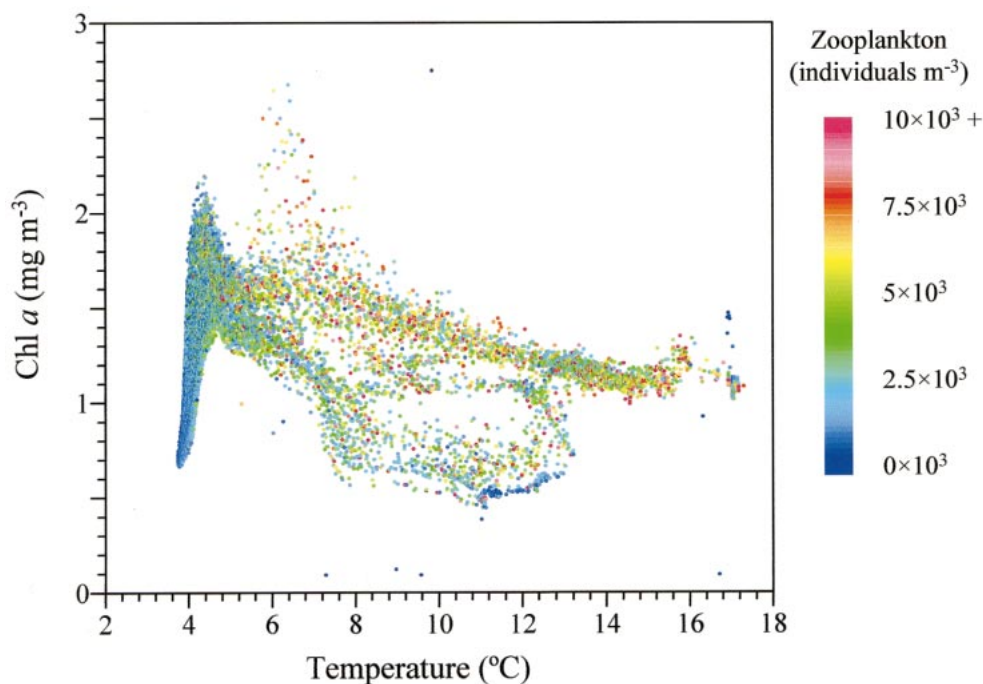 3
2
1
0
Chl a (mg m⁻³)
2 4 6 8 10 12 14 16 18
Temperature (ºC)
Zooplankton
(individuals m⁻³)
10×10³ +
7.5×10³
5×10³
2.5×10³
0×10³